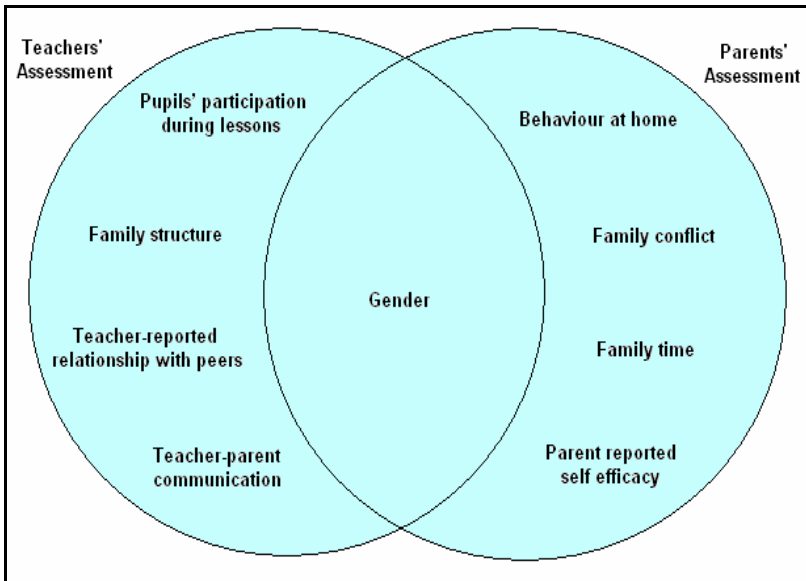 Teachers'
Assessment
Parents'
Assessment
Pupils' participation
during lessons
Behaviour at home
Family structure
Family conflict
Gender
Teacher-reported
relationship with peers
Family time
Teacher-parent
communication
Parent reported
self efficacy